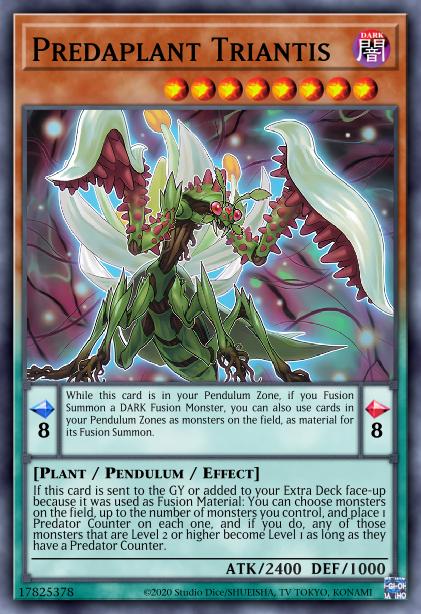 PREDAPLANT TRIANTIS
DARK
闇
While this card is in your Pendulum Zone, if you Fusion
Summon a DARK Fusion Monster, you can also use cards in
your Pendulum Zones as monsters on the field, as material for
its Fusion Summon.
8
8
[PLANT / PENDULUM / EFFECT]
If this card is sent to the GY or added to your Extra Deck face-up
because it was used as Fusion Material: You can choose monsters
on the field, up to the number of monsters you control, and place 1
Predator Counter on each one, and if you do, any of those
monsters that are Level 2 or higher become Level 1 as long as they
have a Predator Counter.
ATK/2400 DEF/1000
17825378
©2020 Studio Dice/SHUEISHA, TV TOKYO, KONAMI